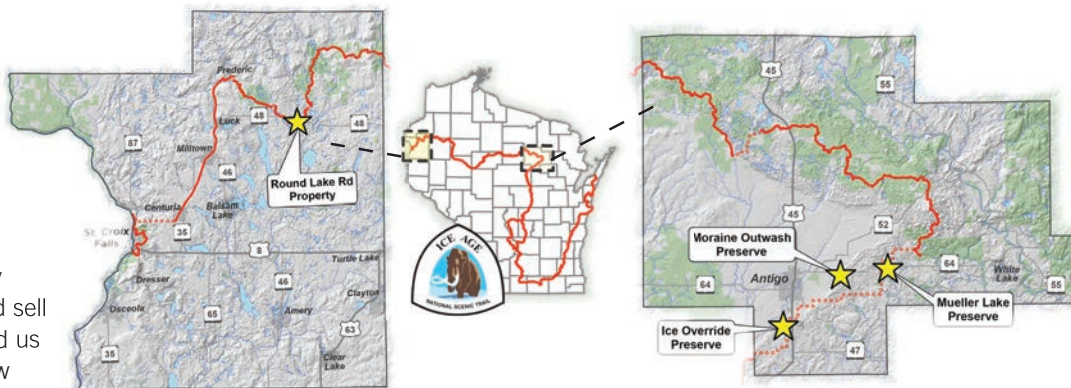 Frederic
48
48
Luck
87
Milltown
Round Lake Rd
Property
46
Centuria
Balsam
Lake
35
St. Croix
Falls
8
Turtle Lake
Dresser
46
Osceola
Clayton
65
Amery
63
35
Clear
Lake
d sell
d us
w
ICE AGE
NATIONAL SCENIC TRAIL
45
55
45
52
Moraine Outwash
Preserve
64
Antigo
64
White
Lake
Mueller Lake
Preserve
55
Ice Override
Preserve
47